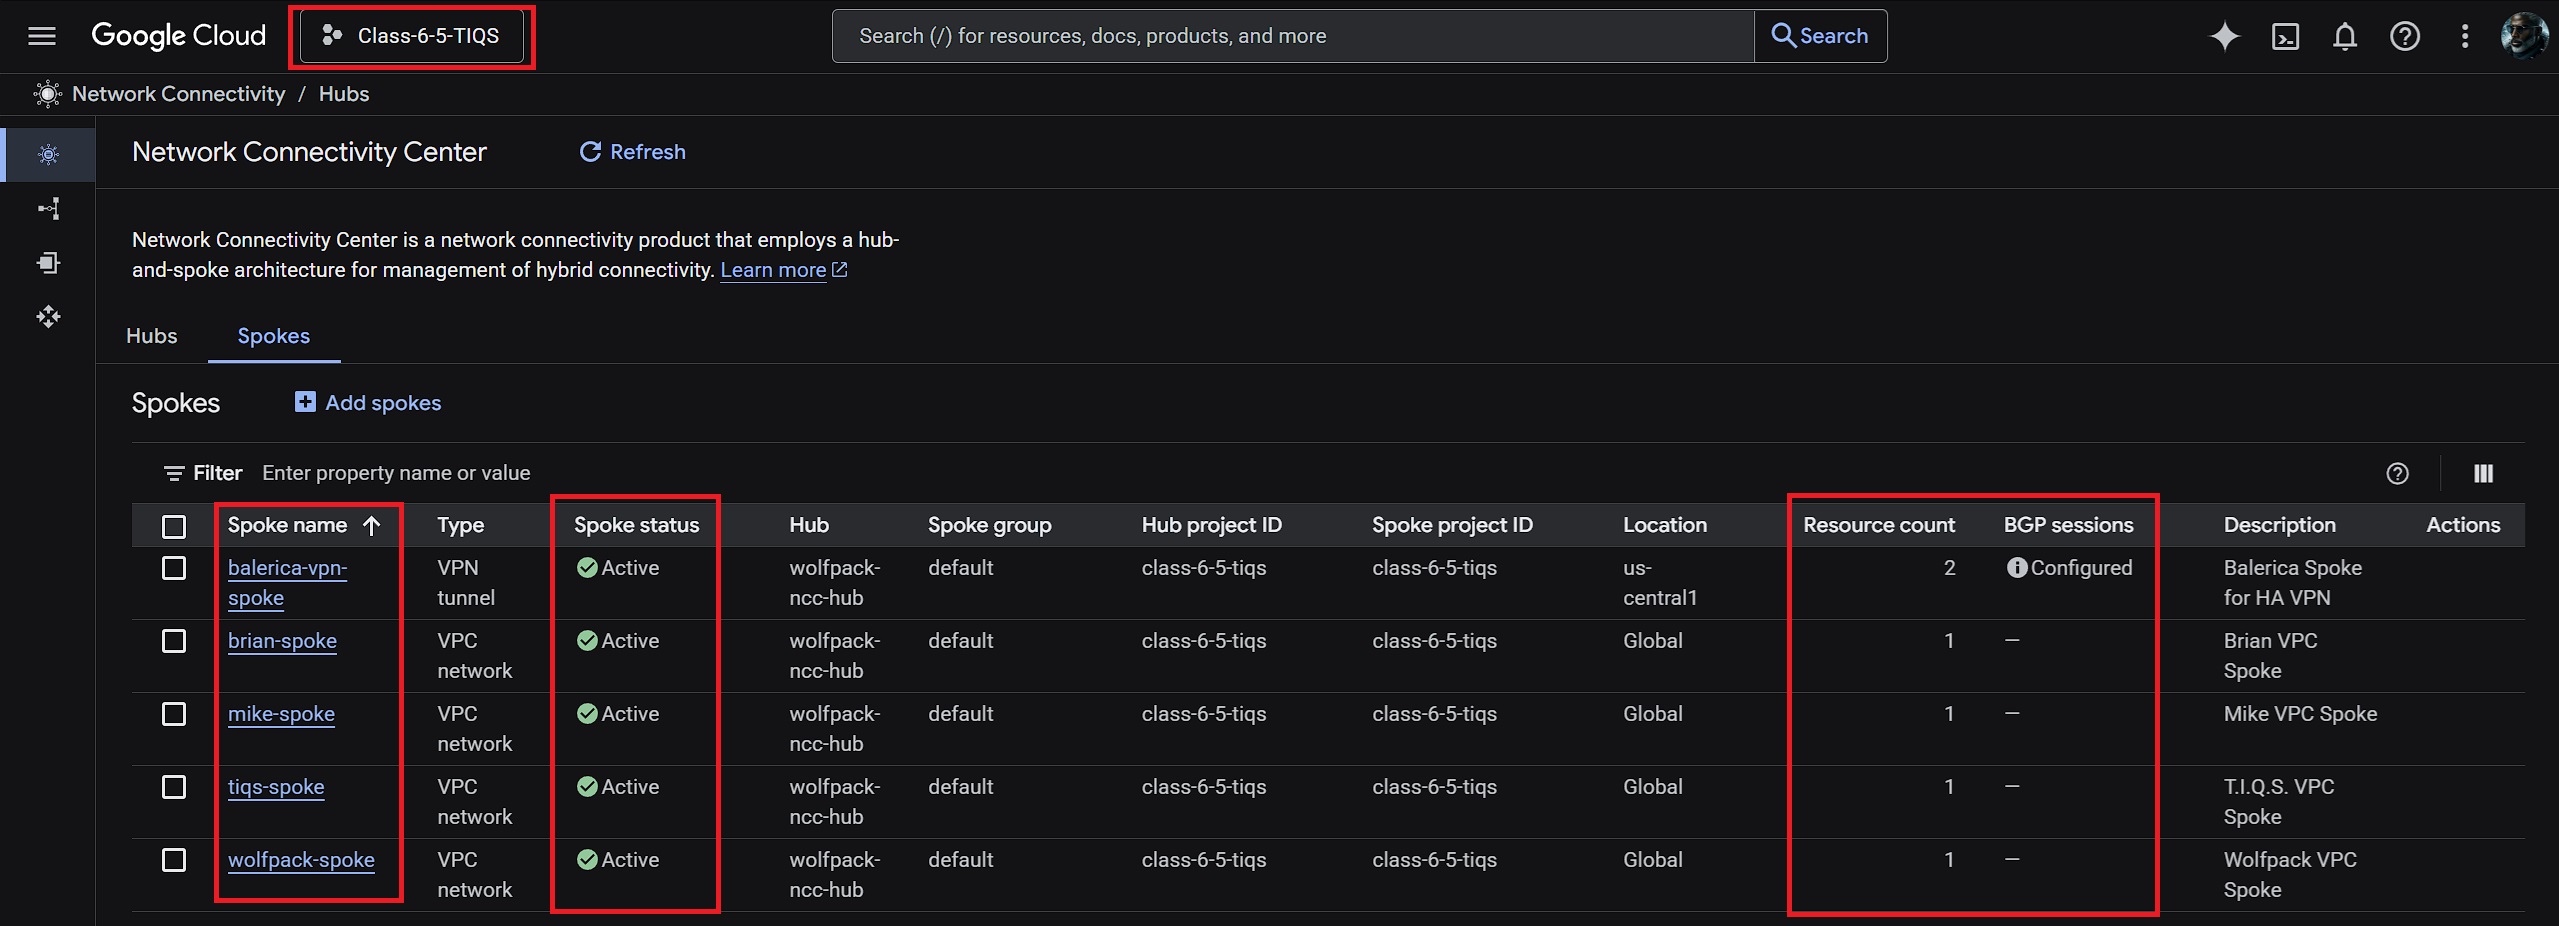 Google Cloud
Class-6-5-TIQS
Search (/) for resources, docs, products, and more
Search
Network Connectivity / Hubs
Network Connectivity Center
Refresh
Network Connectivity Center is a network connectivity product that employs a hub-
and-spoke architecture for management of hybrid connectivity. Learn more
Hubs
Spokes
Spokes
Add spokes
Filter Enter property name or value
Spoke name Type Spoke status Hub Spoke group Hub project ID Spoke project ID Location Resource count BGP sessions Description Actions
balerica-vpn- VPN Active wolfpack- default class-6-5-tiqs class-6-5-tiqs us- 2 Configured Balerica Spoke
spoke tunnel ncc-hub central1 for HA VPN
brian-spoke VPC Active wolfpack- default class-6-5-tiqs class-6-5-tiqs Global 1 — Brian VPC
network ncc-hub Spoke
mike-spoke VPC Active wolfpack- default class-6-5-tiqs class-6-5-tiqs Global 1 — Mike VPC Spoke
network ncc-hub
tiqs-spoke VPC Active wolfpack- default class-6-5-tiqs class-6-5-tiqs Global 1 — T.I.Q.S. VPC
network ncc-hub Spoke
wolfpack-spoke VPC Active wolfpack- default class-6-5-tiqs class-6-5-tiqs Global 1 — Wolfpack VPC
network ncc-hub Spoke